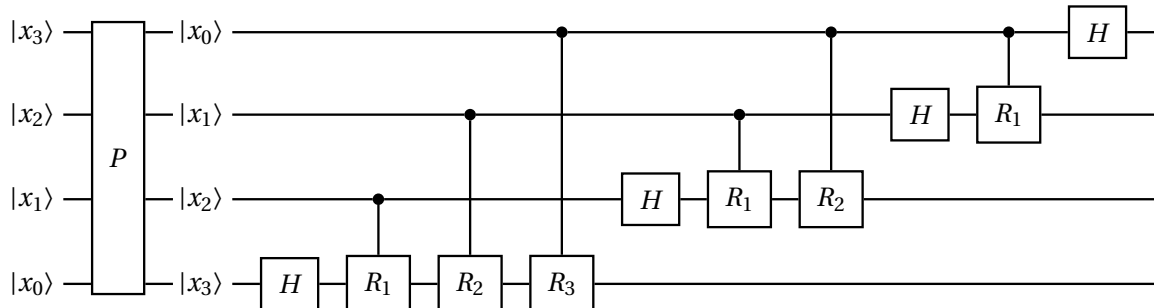 |x₃⟩ |x₀⟩ H
|x₂⟩ |x₁⟩ H R₁
P
|x₁⟩ |x₂⟩ H R₁ R₂
|x₀⟩ |x₃⟩ H R₁ R₂ R₃